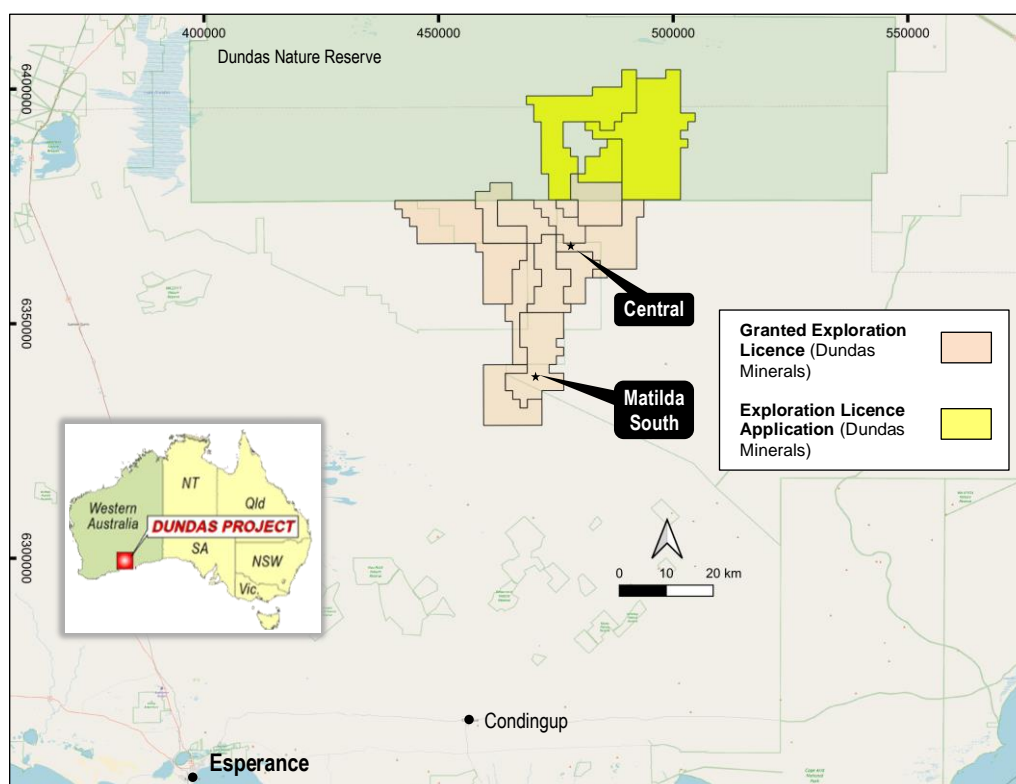 400000
450000
500000
550000
Dundas Nature Reserve
6400000
6350000
6300000
Central
Matilda
South
Granted Exploration
Licence (Dundas
Minerals)
Exploration Licence
Application (Dundas
Minerals)
NT
Western
Australia
Qld
DUNDAS PROJECT
SA
NSW
Vic.
0 10 20 km
Condingup
Esperance